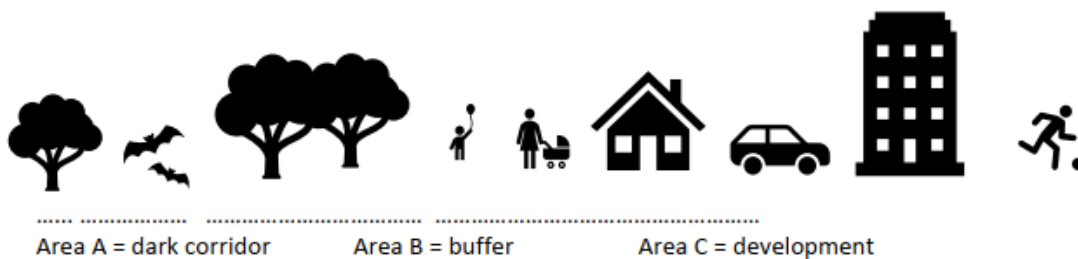 ...... .................. .................................... ......................................................
Area A = dark corridor Area B = buffer Area C = development